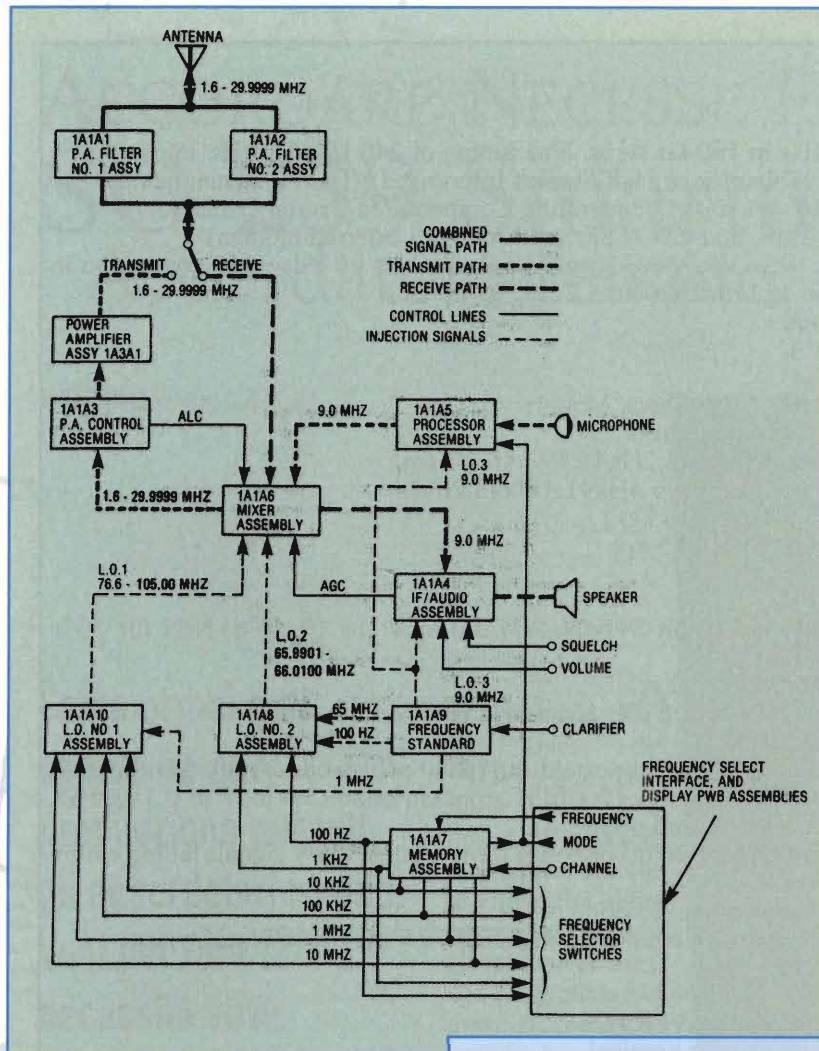 ANTENNA
1.6 - 29.9999 MHZ
1A1A1
P.A. FILTER
NO. 1 ASSY
1A1A2
P.A. FILTER
NO. 2 ASSY
COMBINED
SIGNAL PATH
TRANSMIT PATH
RECEIVE PATH
CONTROL LINES
INJECTION SIGNALS
TRANSMIT
RECEIVE
1.6 - 29.9999 MHZ
POWER
AMPLIFIER
ASSY 1A3A1
1A1A3
P.A. CONTROL
ASSEMBLY
ALC
9.0 MHZ
1A1A5
PROCESSOR
ASSEMBLY
MICROPHONE
L.O.3
9.0 MHZ
1.6 - 29.9999 MHZ
1A1A6
MIXER
ASSEMBLY
9.0 MHZ
L.O.1
76.6 - 105.00 MHZ
AGC
1A1A4
IF/AUDIO
ASSEMBLY
SPEAKER
L.O.2
65.9901 -
66.0100 MHZ
SQUELCH
VOLUME
L.O. 3
9.0 MHZ
1A1A10
L.O. NO 1
ASSEMBLY
1A1A8
L.O. NO. 2
ASSEMBLY
65 MHZ
100 HZ
1A1A9
FREQUENCY
STANDARD
CLARIFIER
1 MHZ
FREQUENCY SELECT
INTERFACE, AND
DISPLAY PWB ASSEMBLIES
FREQUENCY
100 HZ
1A1A7
MEMORY
ASSEMBLY
MODE
1 KHZ
CHANNEL
10 KHZ
100 KHZ
1 MHZ
10 MHZ
FREQUENCY
SELECTOR
SWITCHES